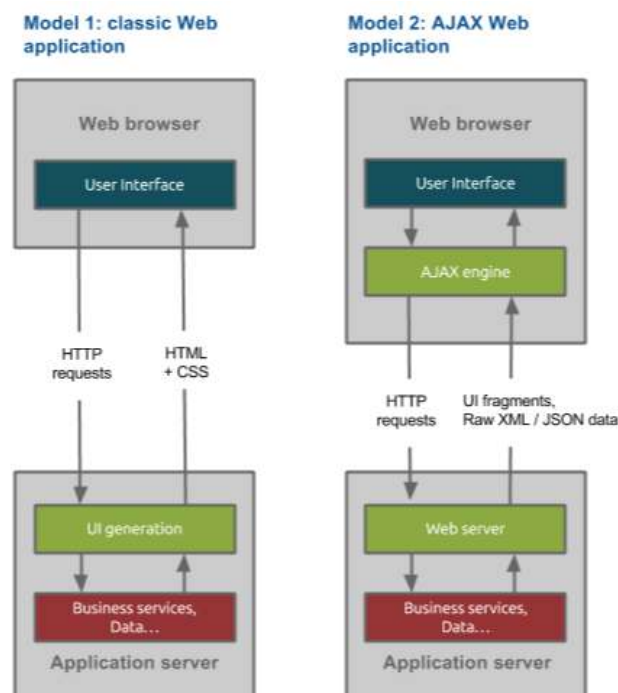 Model 1: classic Web
application
Web browser
User Interface
HTTP
requests
HTML
+ CSS
UI generation
Business services,
Data...
Application server
Model 2: AJAX Web
application
Web browser
User Interface
AJAX engine
HTTP
requests
UI fragments,
Raw XML / JSON data
Web server
Business services,
Data...
Application server